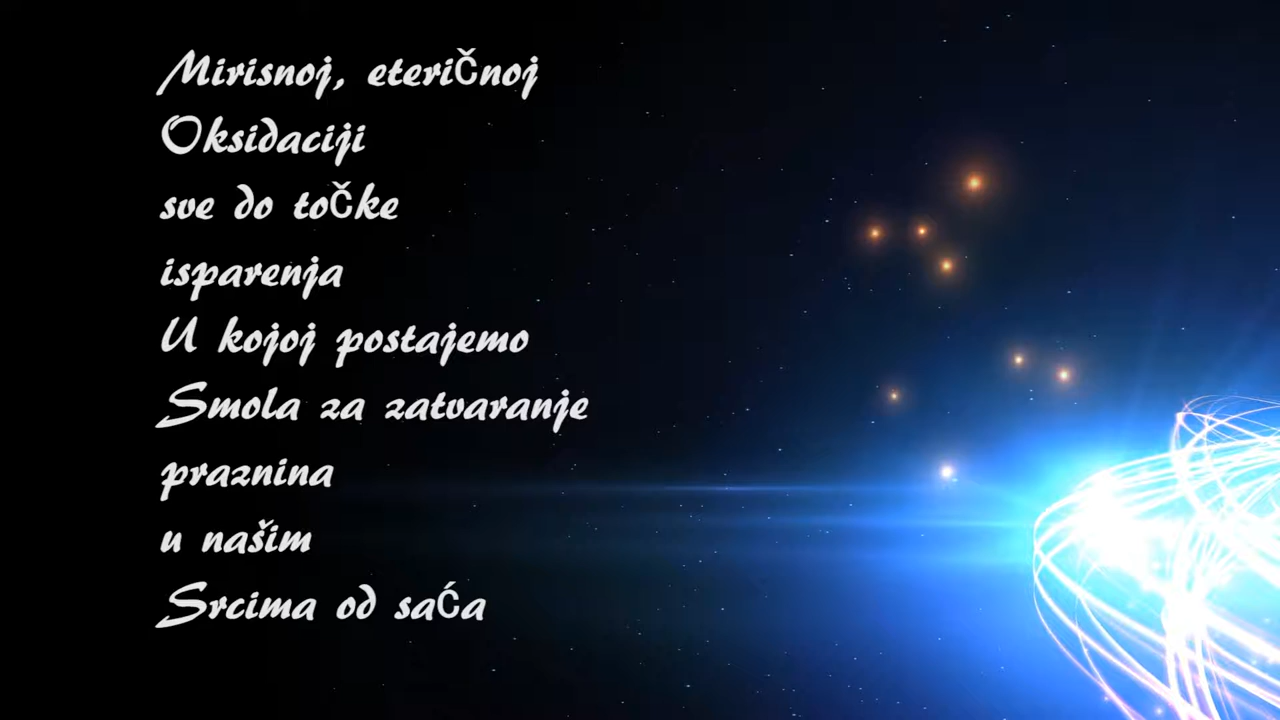 Mirisnoj, eteričnoj
Oksidaciji
sve do točke
isparenja
U kojoj postajemo
Smola za zatvaranje
praznina
u našim
Srcima od saća